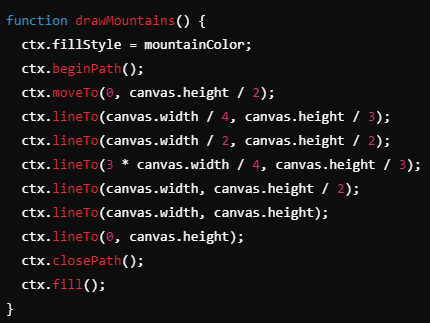 function drawMountains() {
  ctx.fillStyle = mountainColor;
  ctx.beginPath();
  ctx.moveTo(0, canvas.height / 2);
  ctx.lineTo(canvas.width / 4, canvas.height / 3);
  ctx.lineTo(canvas.width / 2, canvas.height / 2);
  ctx.lineTo(3 * canvas.width / 4, canvas.height / 3);
  ctx.lineTo(canvas.width, canvas.height / 2);
  ctx.lineTo(canvas.width, canvas.height);
  ctx.lineTo(0, canvas.height);
  ctx.closePath();
  ctx.fill();
}